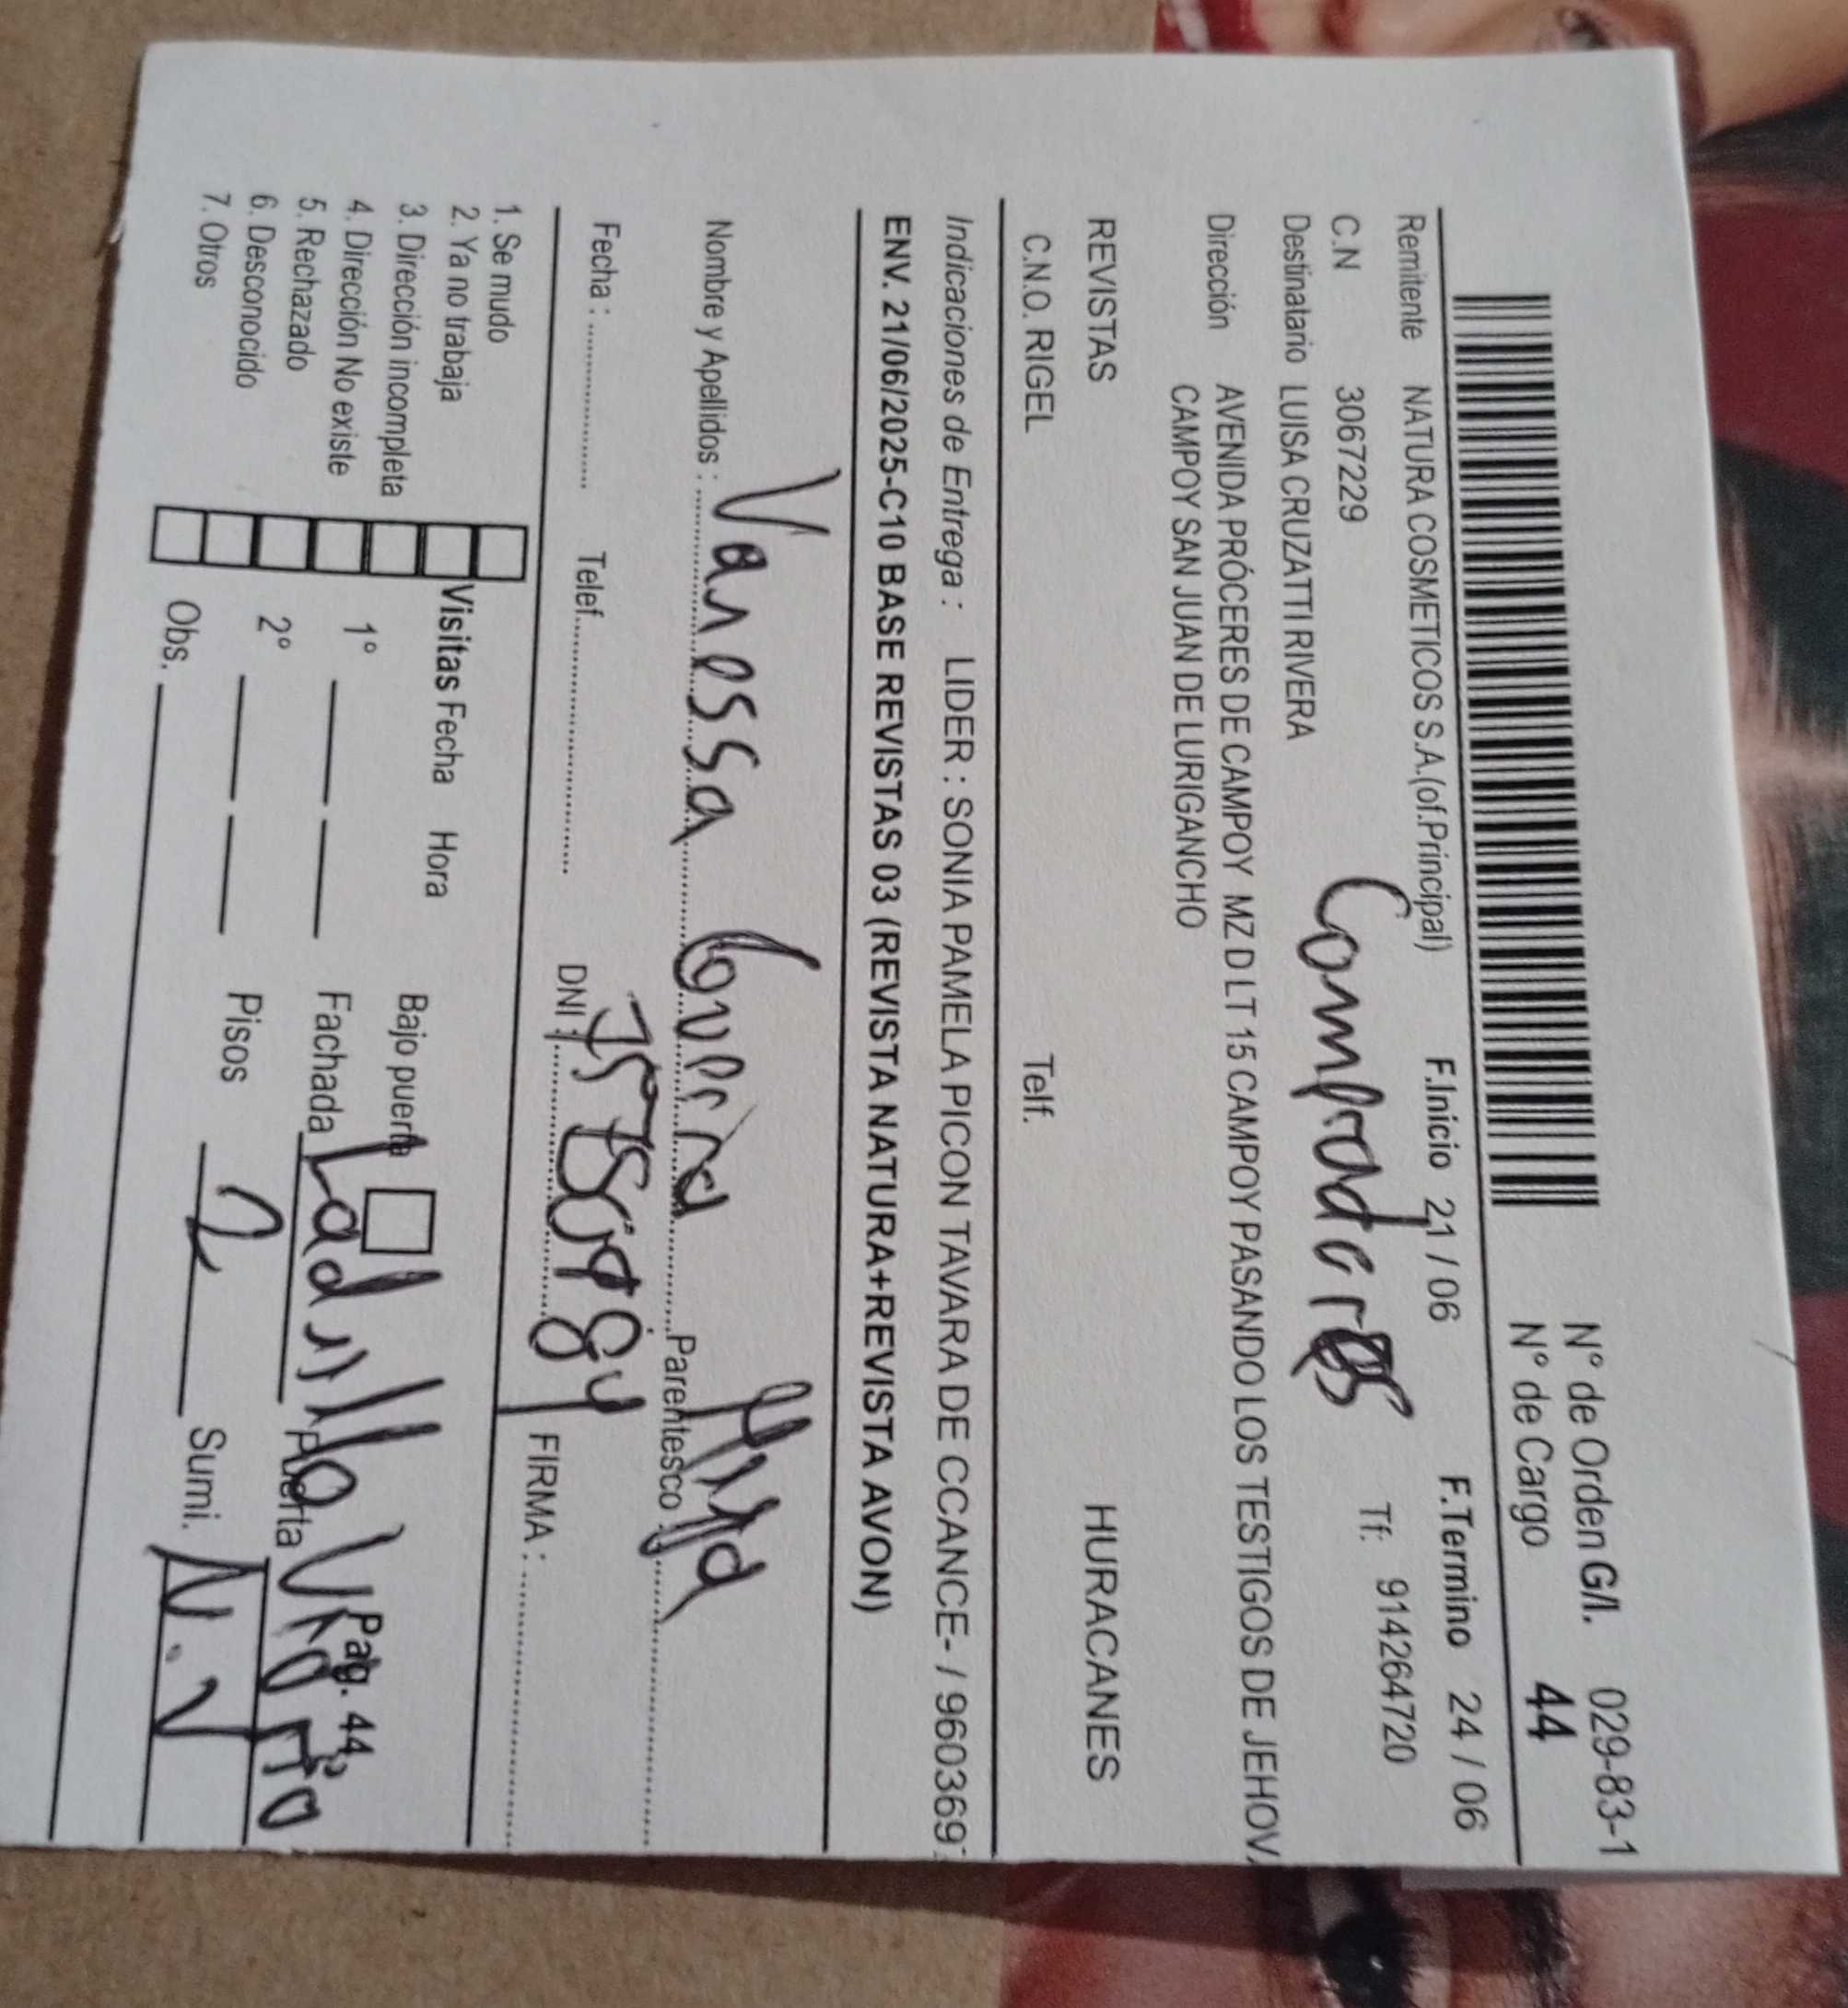 N° de Orden G/I. 029-83-1
N° de Cargo 44
Remitente NATURA COSMETICOS S.A.(of.Principal) F.Inicio 21 / 06 F.Termino 24 / 06
C.N 3067229 Tf: 914264720
Destinatario LUISA CRUZATTI RIVERA
Dirección AVENIDA PRÓCERES DE CAMPOY MZ D LT 15 CAMPOY PASANDO LOS TESTIGOS DE JEHOVA
CAMPOY SAN JUAN DE LURIGANCHO
REVISTAS HURACANES
C.N.O. RIGEL Telf.
Indicaciones de Entrega : LIDER : SONIA PAMELA PICON TAVARA DE CCANCE- / 960369
ENV. 21/06/2025-C10 BASE REVISTAS 03 (REVISTA NATURA+REVISTA AVON)
Nombre y Apellidos : Vanessa Parentesco :
Fecha : Telef. DNI : FIRMA :
1. Se mudo
2. Ya no trabaja
3. Dirección incompleta
4. Dirección No existe
5. Rechazado
6. Desconocido
7. Otros
Visitas Fecha Hora
1°
2°
Obs.
Bajo puerta
Fachada Ladrillo Puerta
Pisos 2 Sumi. N.V
Pag. 44